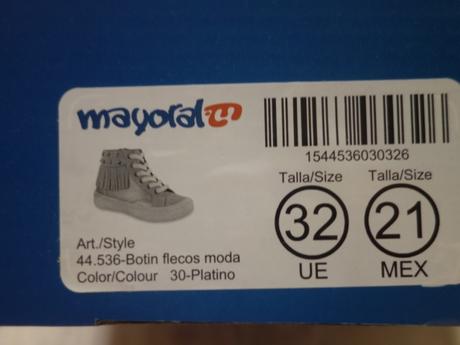 mayoral
1544536030326
Talla/Size Talla/Size
32 21
UE MEX
Art./Style
44.536-Botin flecos moda
Color/Colour 30-Platino